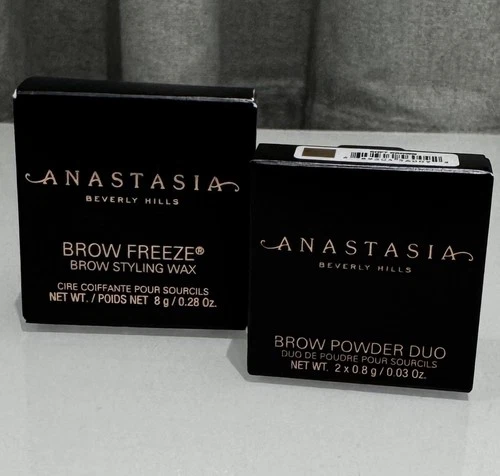 ANASTASIA
BEVERLY HILLS
BROW FREEZE®
BROW STYLING WAX
CIRE COIFFANTE POUR SOURCILS
NET WT. / POIDS NET 8 g / 0.28 Oz.
ANASTASIA
BEVERLY HILLS
BROW POWDER DUO
DUO DE POUDRE POUR SOURCILS
NET WT. 2 x 0.8 g / 0.03 Oz.